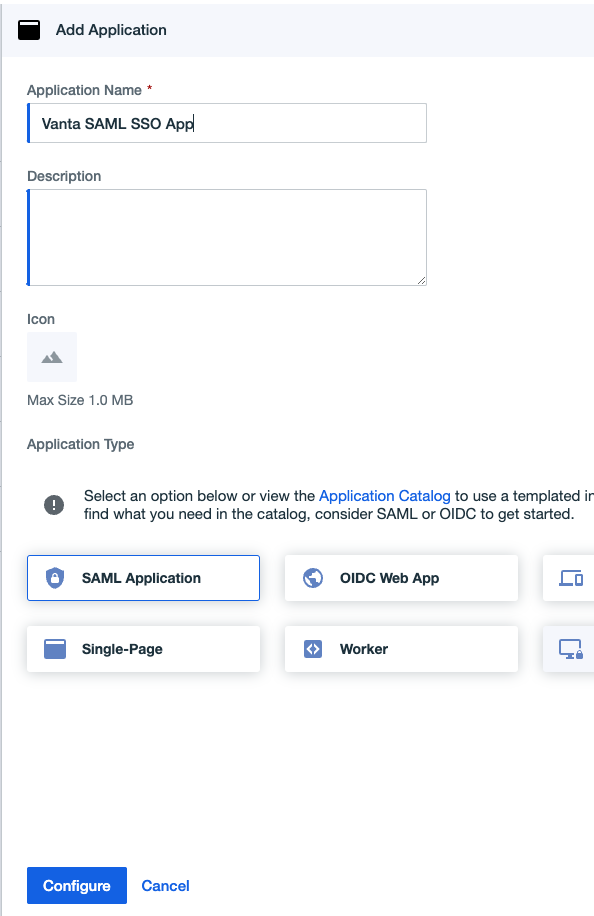 Add Application
Application Name *
Vanta SAML SSO App
Description
Icon
Max Size 1.0 MB
Application Type
Select an option below or view the Application Catalog to use a templated in
find what you need in the catalog, consider SAML or OIDC to get started.
SAML Application
OIDC Web App
Single-Page
Worker
Configure
Cancel